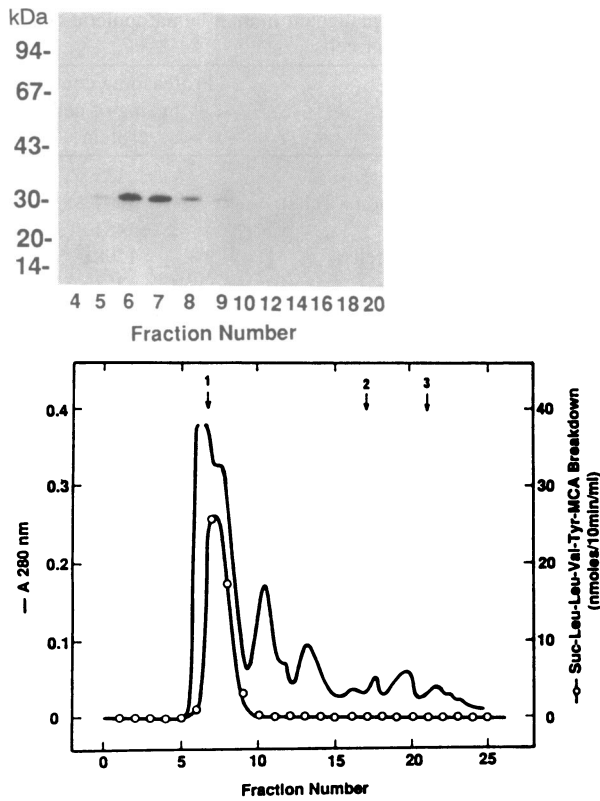 kDa
94-
67-
43-
30-
20-
14-
4 5 6 7 8 9 10 12 14 16 18 20
Fraction Number
1 2 3
0.4
0.3
0.2
0.1
0
— A 280 nm
40
30
20
10
0
-o- Suc-Leu-Leu-Val-Tyr-MCA Breakdown
(nmoles/10min/ml)
0 5 10 15 20 25
Fraction Number